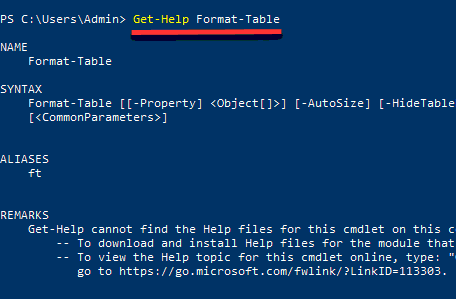 PS C:\Users\Admin> Get-Help Format-Table
NAME
Format-Table
SYNTAX
Format-Table [[-Property] <Object[]>] [-AutoSize] [-HideTable
[<CommonParameters>]
ALIASES
ft
REMARKS
Get-Help cannot find the Help files for this cmdlet on this c
-- To download and install Help files for the module that
-- To view the Help topic for this cmdlet online, type: "
go to https://go.microsoft.com/fwlink/?LinkID=113303.